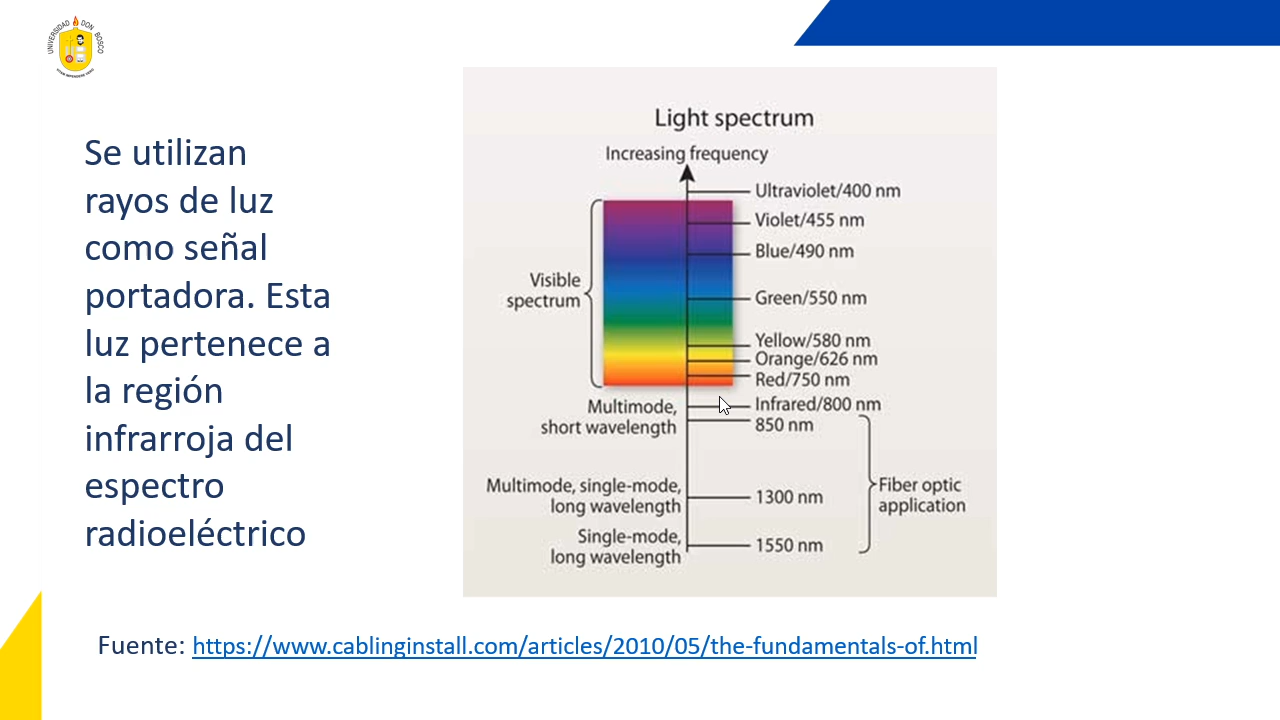 UNIVERSIDAD DON BOSCO
Se utilizan
rayos de luz
como señal
portadora. Esta
luz pertenece a
la región
infrarroja del
espectro
radioeléctrico
Light spectrum
Increasing frequency
Ultraviolet/400 nm
Violet/455 nm
Blue/490 nm
Visible
spectrum
Green/550 nm
Yellow/580 nm
Orange/626 nm
Red/750 nm
Infrared/800 nm
Multimode,
short wavelength
850 nm
Multimode, single-mode,
long wavelength
1300 nm
Fiber optic
application
Single-mode,
long wavelength
1550 nm
Fuente: https://www.cablinginstall.com/articles/2010/05/the-fundamentals-of.html